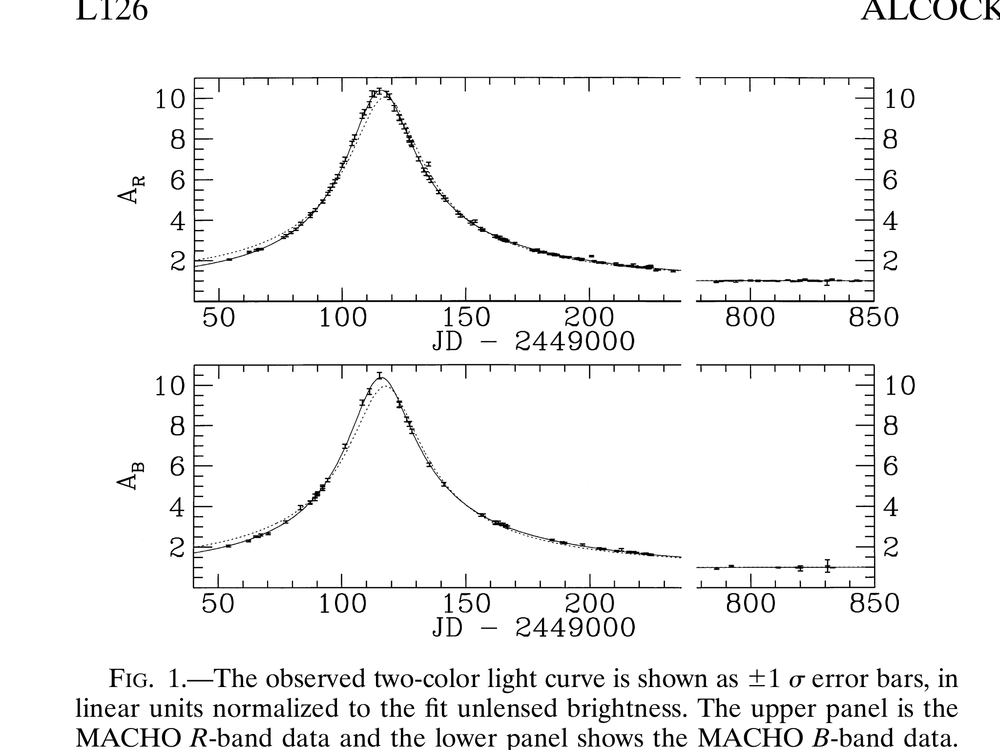 L126
ALCOCK
10
8
6
4
2
A_R
10
8
6
4
2
50 100 150 200 800 850
JD − 2449000
10
8
6
4
2
A_B
10
8
6
4
2
50 100 150 200 800 850
JD − 2449000
FIG. 1.—The observed two-color light curve is shown as ±1 σ error bars, in
linear units normalized to the fit unlensed brightness. The upper panel is the
MACHO R-band data and the lower panel shows the MACHO B-band data.